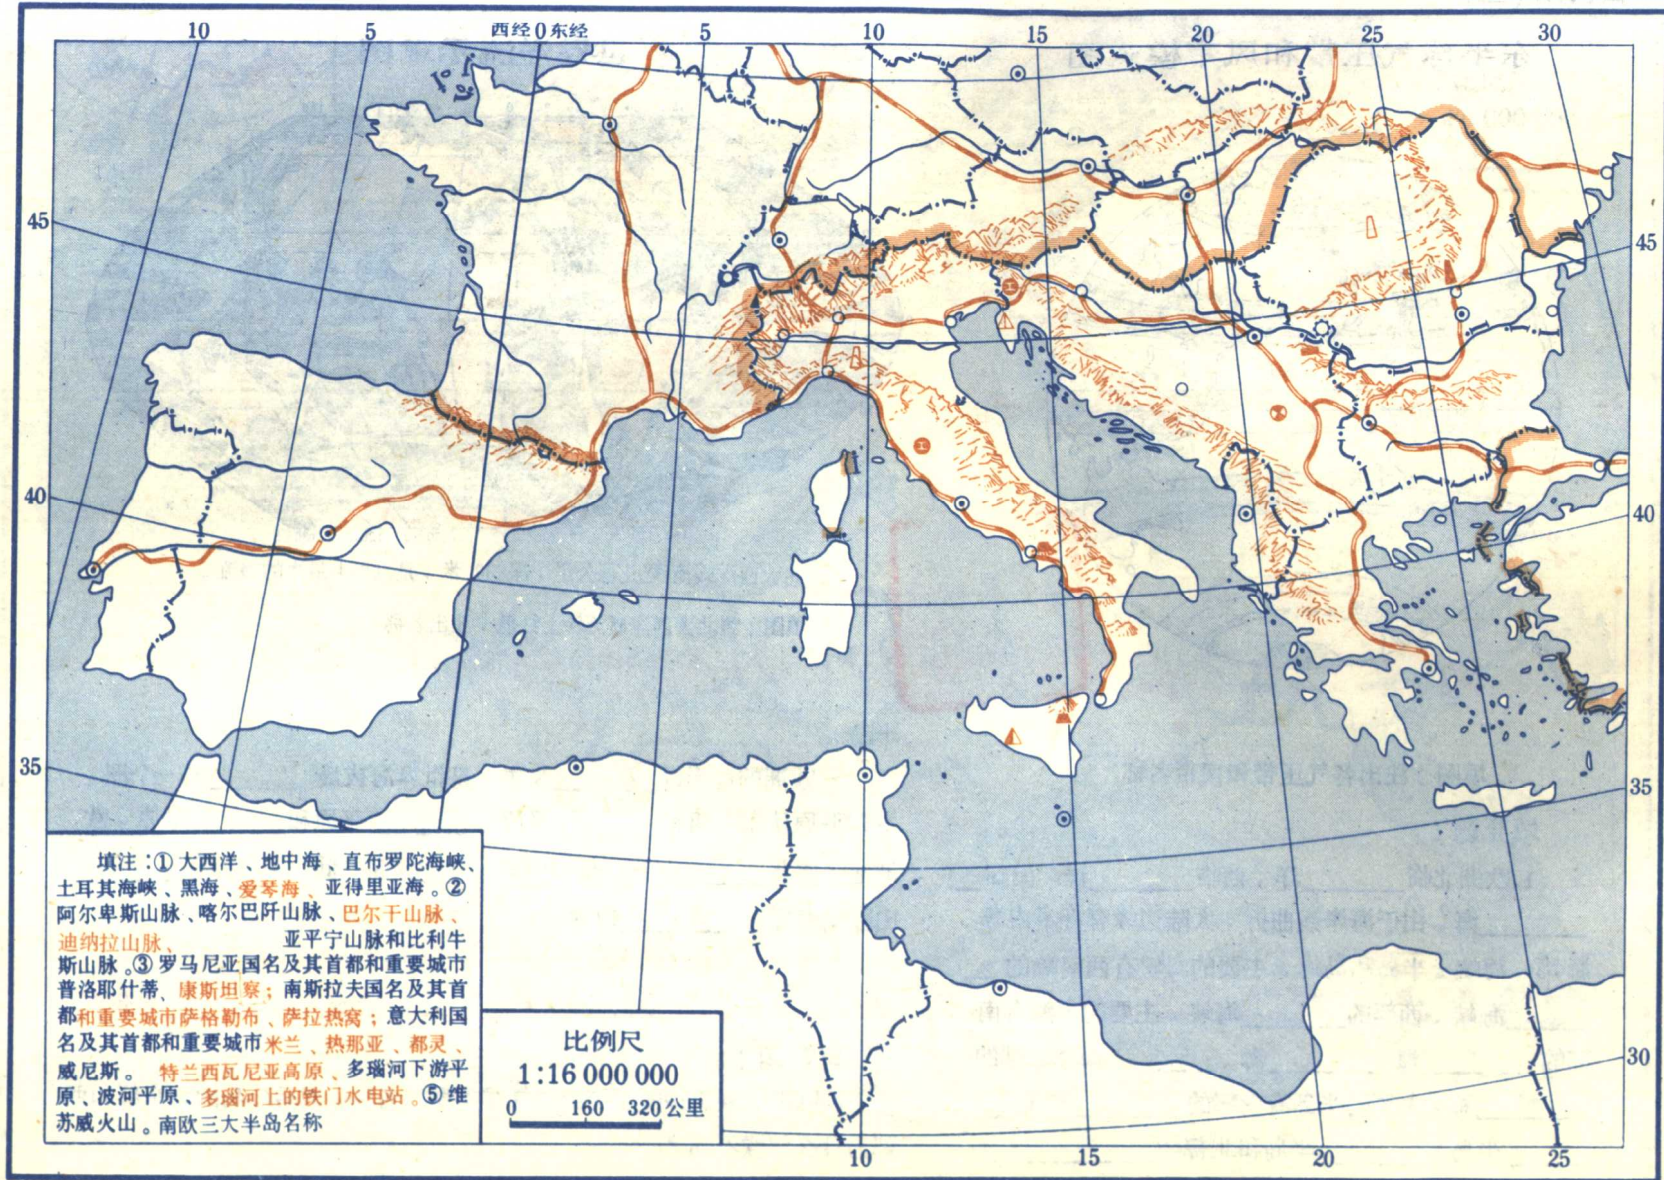 10 5 西经 0 东经 5 10 15 20 25 30
45 45
40 40
35 35
30
填注：① 大西洋、地中海、直布罗陀海峡、
土耳其海峡、黑海、爱琴海、亚得里亚海。②
阿尔卑斯山脉、喀尔巴阡山脉、巴尔干山脉、
迪纳拉山脉、 亚平宁山脉和比利牛
斯山脉。③ 罗马尼亚国名及其首都和重要城市
普洛耶什蒂、康斯坦察；南斯拉夫国名及其首
都和重要城市萨格勒布、萨拉热窝；意大利国
名及其首都和重要城市米兰、热那亚、都灵、
威尼斯。 特兰西瓦尼亚高原、多瑙河下游平
原、波河平原、多瑙河上的铁门水电站。⑤ 维
苏威火山。南欧三大半岛名称
比例尺
1:16 000 000
0 160 320 公里
10 15 20 25